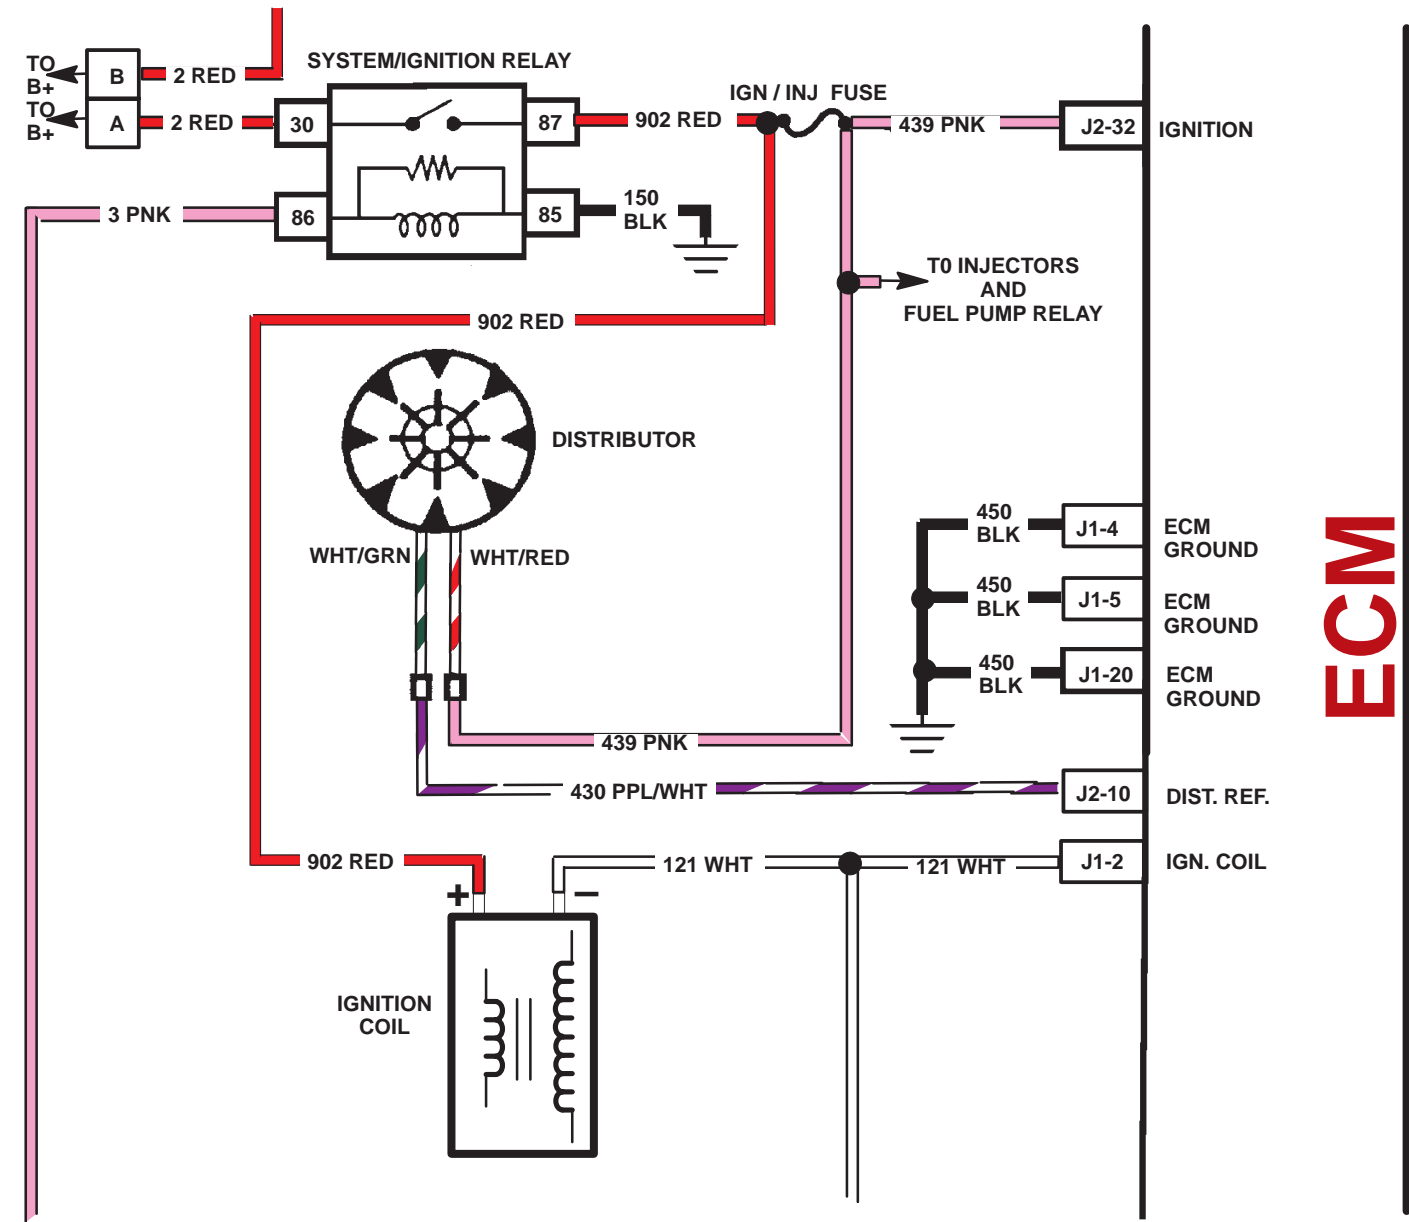 TO
B+
B
2 RED
SYSTEM/IGNITION RELAY
TO
B+
A
2 RED
30
87
902 RED
IGN / INJ FUSE
439 PNK
J2-32
IGNITION
3 PNK
86
85
150
BLK
T0 INJECTORS
AND
FUEL PUMP RELAY
902 RED
DISTRIBUTOR
WHT/GRN
WHT/RED
450
BLK
J1-4
ECM
GROUND
450
BLK
J1-5
ECM
GROUND
450
BLK
J1-20
ECM
GROUND
ECM
439 PNK
430 PPL/WHT
J2-10
DIST. REF.
902 RED
121 WHT
121 WHT
J1-2
IGN. COIL
+
−
IGNITION
COIL